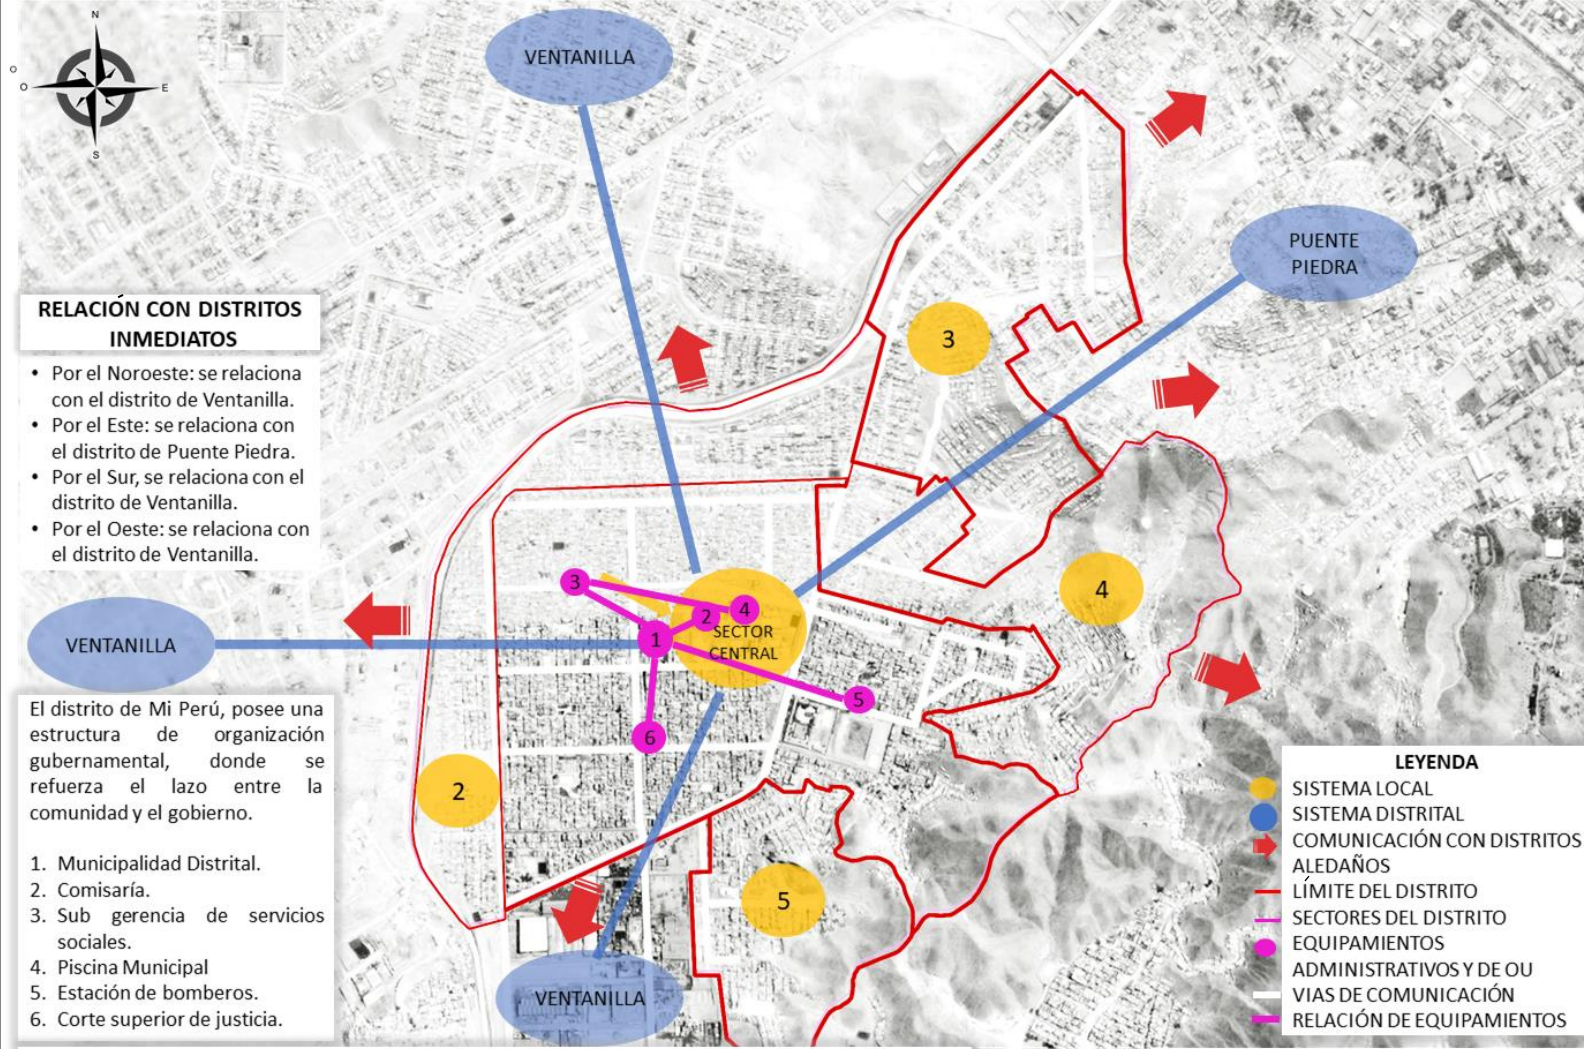 N
O
O
E
S
VENTANILLA
PUENTE
PIEDRA
RELACIÓN CON DISTRITOS
INMEDIATOS
• Por el Noroeste: se relaciona
con el distrito de Ventanilla.
• Por el Este: se relaciona con
el distrito de Puente Piedra.
• Por el Sur, se relaciona con el
distrito de Ventanilla.
• Por el Oeste: se relaciona con
el distrito de Ventanilla.
3
4
3
4
2
1
SECTOR
CENTRAL
VENTANILLA
5
6
El distrito de Mi Perú, posee una
estructura de organización
gubernamental, donde se
refuerza el lazo entre la
comunidad y el gobierno.
1. Municipalidad Distrital.
2. Comisaría.
3. Sub gerencia de servicios
sociales.
4. Piscina Municipal
5. Estación de bomberos.
6. Corte superior de justicia.
2
5
VENTANILLA
LEYENDA
SISTEMA LOCAL
SISTEMA DISTRITAL
COMUNICACIÓN CON DISTRITOS
ALEDAÑOS
LÍMITE DEL DISTRITO
SECTORES DEL DISTRITO
EQUIPAMIENTOS
ADMINISTRATIVOS Y DE OU
VIAS DE COMUNICACIÓN
RELACIÓN DE EQUIPAMIENTOS